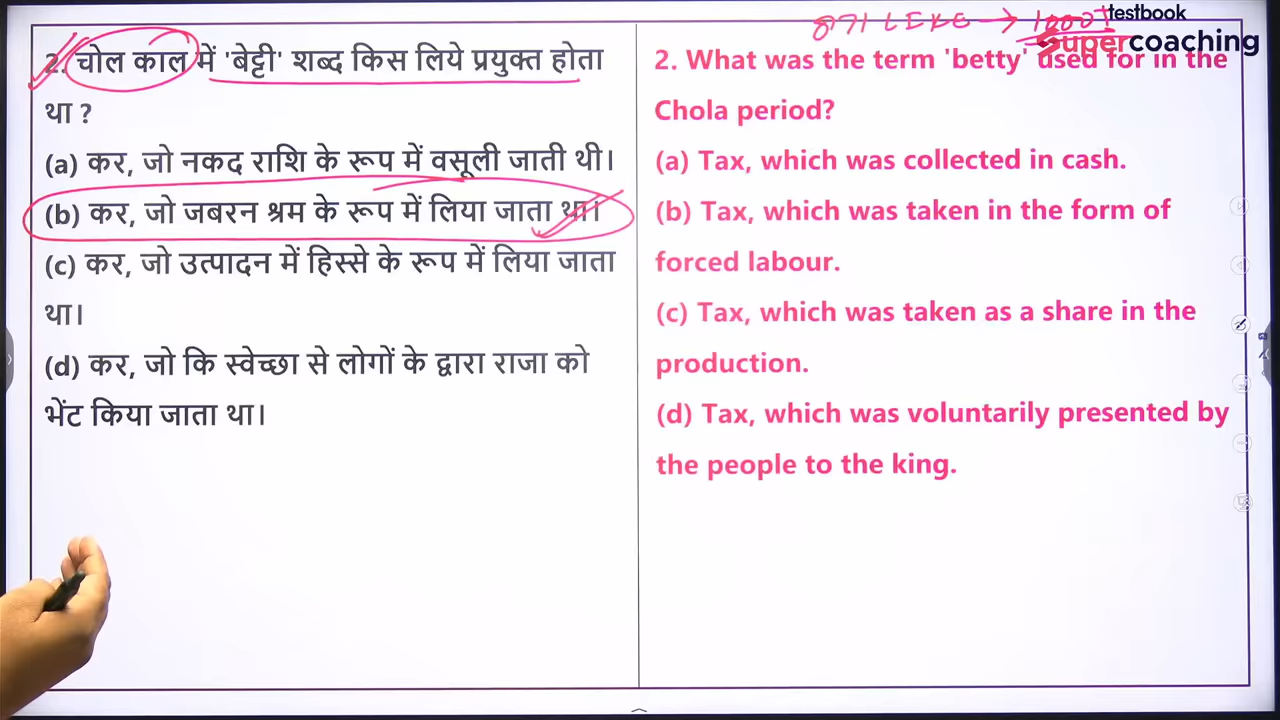 871 LIKE → 1000+
testbook
Supercoaching
2. चोल काल में 'बेट्टी' शब्द किस लिये प्रयुक्त होता
था ?
(a) कर, जो नकद राशि के रूप में वसूली जाती थी।
(b) कर, जो जबरन श्रम के रूप में लिया जाता था।
(c) कर, जो उत्पादन में हिस्से के रूप में लिया जाता
था।
(d) कर, जो कि स्वेच्छा से लोगों के द्वारा राजा को
भेंट किया जाता था।
2. What was the term 'betty' used for in the
Chola period?
(a) Tax, which was collected in cash.
(b) Tax, which was taken in the form of
forced labour.
(c) Tax, which was taken as a share in the
production.
(d) Tax, which was voluntarily presented by
the people to the king.